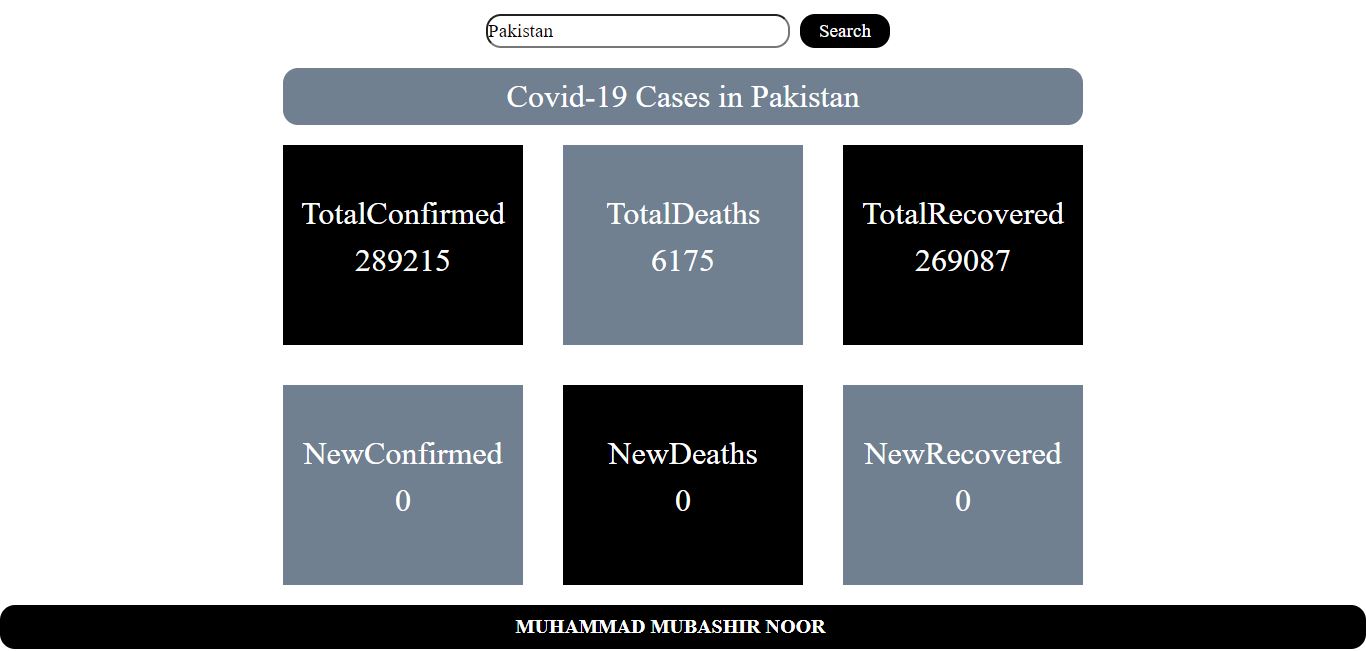 Pakistan Search
Covid-19 Cases in Pakistan
TotalConfirmed TotalDeaths TotalRecovered
289215 6175 269087
NewConfirmed NewDeaths NewRecovered
0 0 0
MUHAMMAD MUBASHIR NOOR